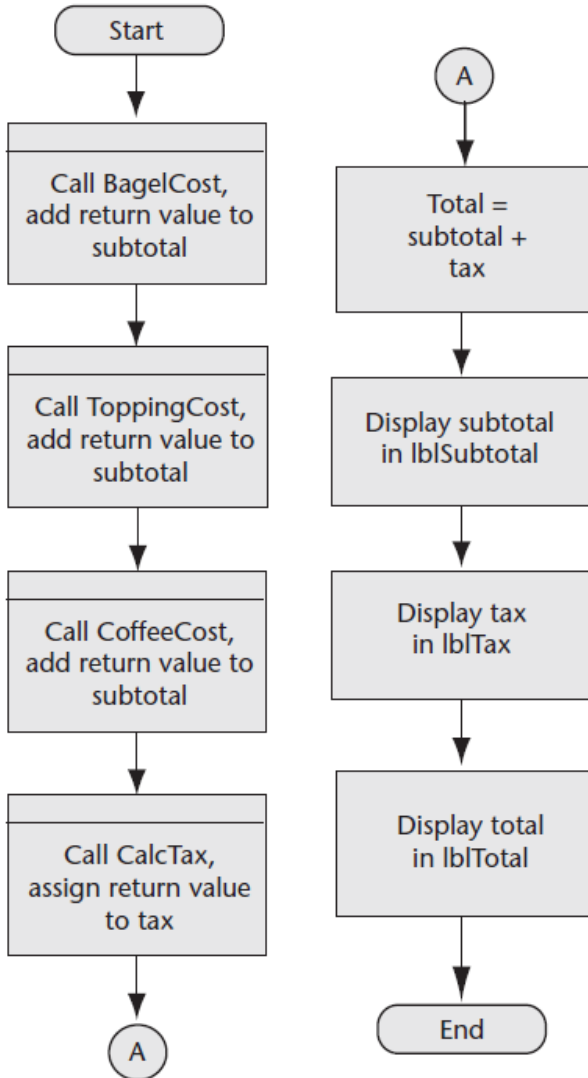 Start
Call BagelCost,
add return value to
subtotal
Call ToppingCost,
add return value to
subtotal
Call CoffeeCost,
add return value to
subtotal
Call CalcTax,
assign return value
to tax
A
A
Total =
subtotal +
tax
Display subtotal
in lblSubtotal
Display tax
in lblTax
Display total
in lblTotal
End